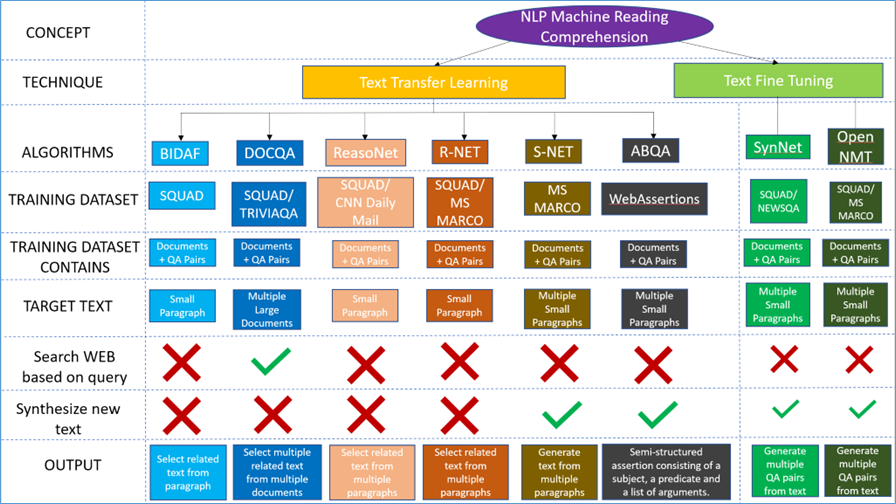 CONCEPT
NLP Machine Reading
Comprehension
TECHNIQUE
Text Transfer Learning
Text Fine Tuning
ALGORITHMS
BIDAF
DOCQA
ReasoNet
R-NET
S-NET
ABQA
SynNet
Open
NMT
TRAINING DATASET
SQUAD
SQUAD/
TRIVIAQA
SQUAD/
CNN Daily
Mail
SQUAD/
MS
MARCO
MS
MARCO
WebAssertions
SQUAD/
NEWSQA
SQUAD/
MS
MARCO
TRAINING DATASET
CONTAINS
Documents
+ QA Pairs
Documents
+ QA Pairs
Documents
+ QA Pairs
Documents
+ QA Pairs
Documents
+ QA Pairs
Documents
+ QA Pairs
Documents
+ QA Pairs
Documents
+ QA Pairs
TARGET TEXT
Small
Paragraph
Multiple
Large
Documents
Small
Paragraph
Small
Paragraph
Multiple
Small
Paragraphs
Multiple
Small
Paragraphs
Multiple
Small
Paragraphs
Multiple
Small
Paragraphs
Search WEB
based on query
Synthesize new
text
OUTPUT
Select related
text from
paragraph
Select multiple
related text
from multiple
documents
Select related
text from
multiple
paragraphs
Select related
text from
multiple
paragraphs
Generate
text from
multiple
paragraphs
Semi-structured
assertion consisting of a
subject, a predicate and
a list of arguments.
Generate
multiple
QA pairs
from text
Generate
multiple
QA pairs
from text